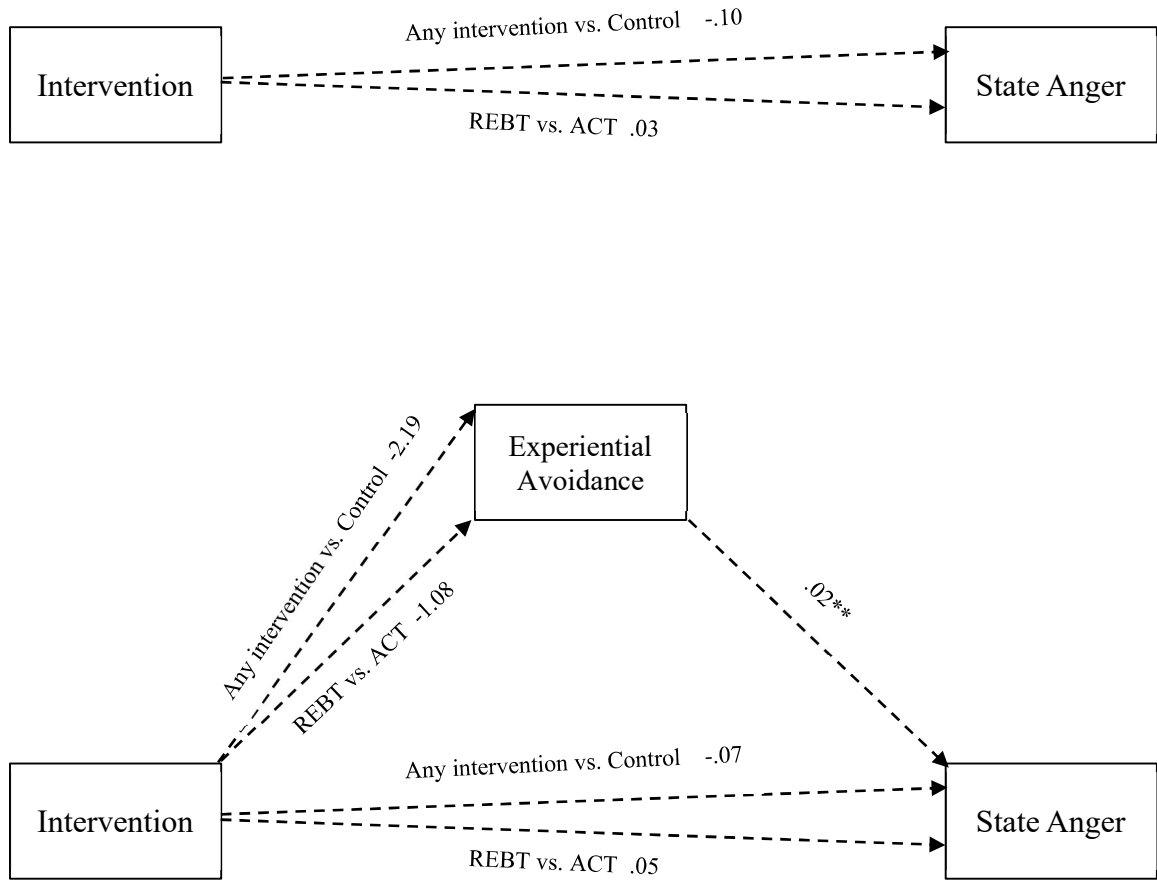 Any intervention vs. Control -.10
Intervention
State Anger
REBT vs. ACT .03
Experiential
Avoidance
Any intervention vs. Control -2.19
REBT vs. ACT -1.08
.02**
Any intervention vs. Control -.07
Intervention
State Anger
REBT vs. ACT .05